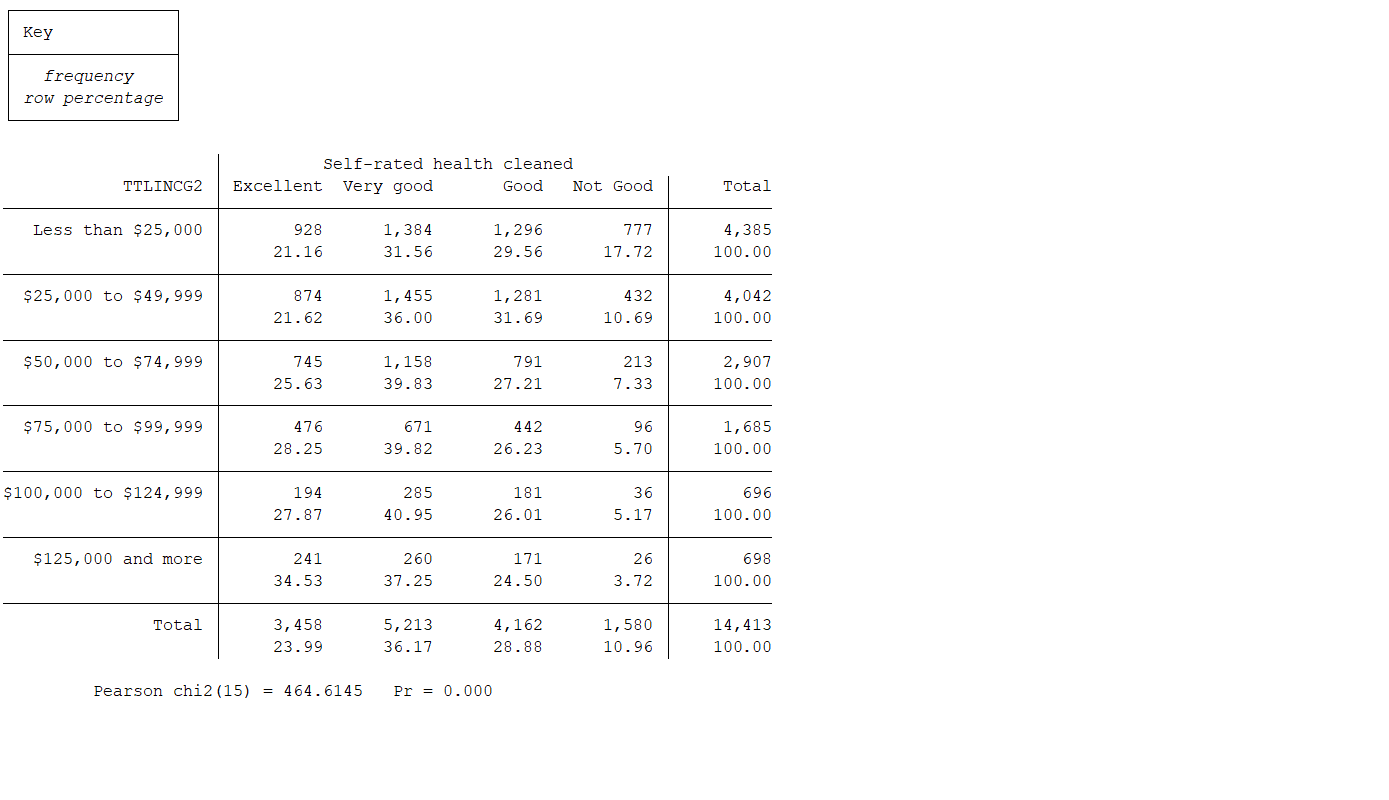 Key
frequency
row percentage
Self-rated health cleaned
TTLINCG2 Excellent Very good Good Not Good Total
Less than $25,000 928 1,384 1,296 777 4,385
21.16 31.56 29.56 17.72 100.00
$25,000 to $49,999 874 1,455 1,281 432 4,042
21.62 36.00 31.69 10.69 100.00
$50,000 to $74,999 745 1,158 791 213 2,907
25.63 39.83 27.21 7.33 100.00
$75,000 to $99,999 476 671 442 96 1,685
28.25 39.82 26.23 5.70 100.00
$100,000 to $124,999 194 285 181 36 696
27.87 40.95 26.01 5.17 100.00
$125,000 and more 241 260 171 26 698
34.53 37.25 24.50 3.72 100.00
Total 3,458 5,213 4,162 1,580 14,413
23.99 36.17 28.88 10.96 100.00
Pearson chi2(15) = 464.6145 Pr = 0.000